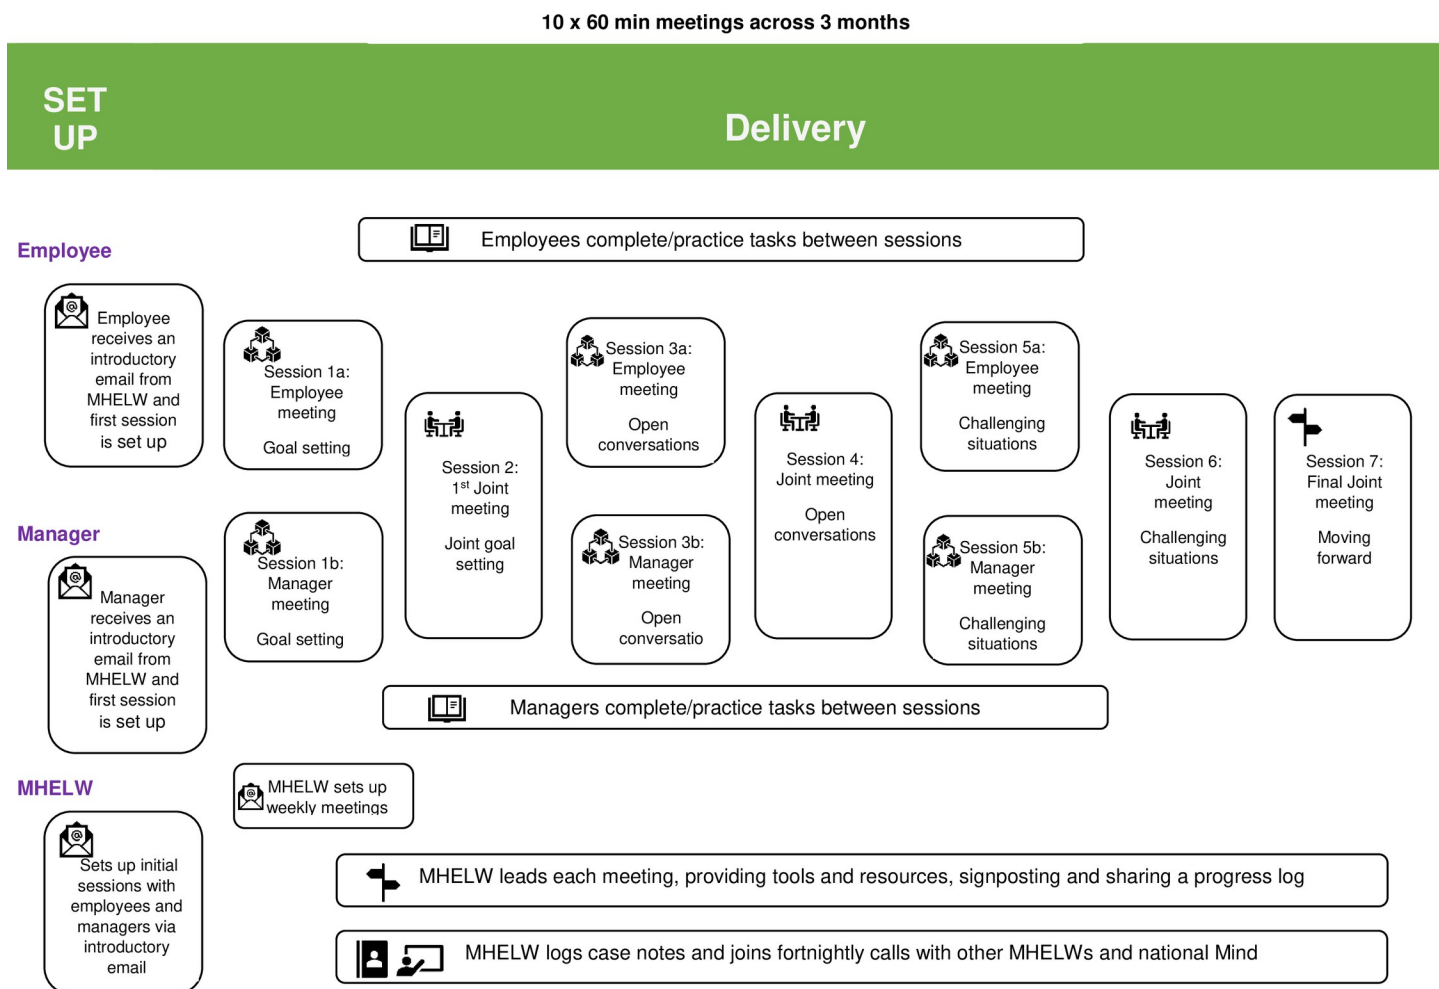 10 x 60 min meetings across 3 months
SET
UP
Delivery
Employees complete/practice tasks between sessions
Employee
Employee
receives an
introductory
email from
MHELW and
first session
is set up
Session 1a:
Employee
meeting
Goal setting
Session 2:
1st Joint
meeting
Joint goal
setting
Session 3a:
Employee
meeting
Open
conversations
Session 4:
Joint meeting
Open
conversations
Session 5a:
Employee
meeting
Challenging
situations
Session 6:
Joint
meeting
Challenging
situations
Session 7:
Final Joint
meeting
Moving
forward
Manager
Manager
receives an
introductory
email from
MHELW and
first session
is set up
Session 1b:
Manager
meeting
Goal setting
Session 3b:
Manager
meeting
Open
conversatio
Session 5b:
Manager
meeting
Challenging
situations
Managers complete/practice tasks between sessions
MHELW
Sets up initial
sessions with
employees and
managers via
introductory
email
MHELW sets up
weekly meetings
MHELW leads each meeting, providing tools and resources, signposting and sharing a progress log
MHELW logs case notes and joins fortnightly calls with other MHELWs and national Mind